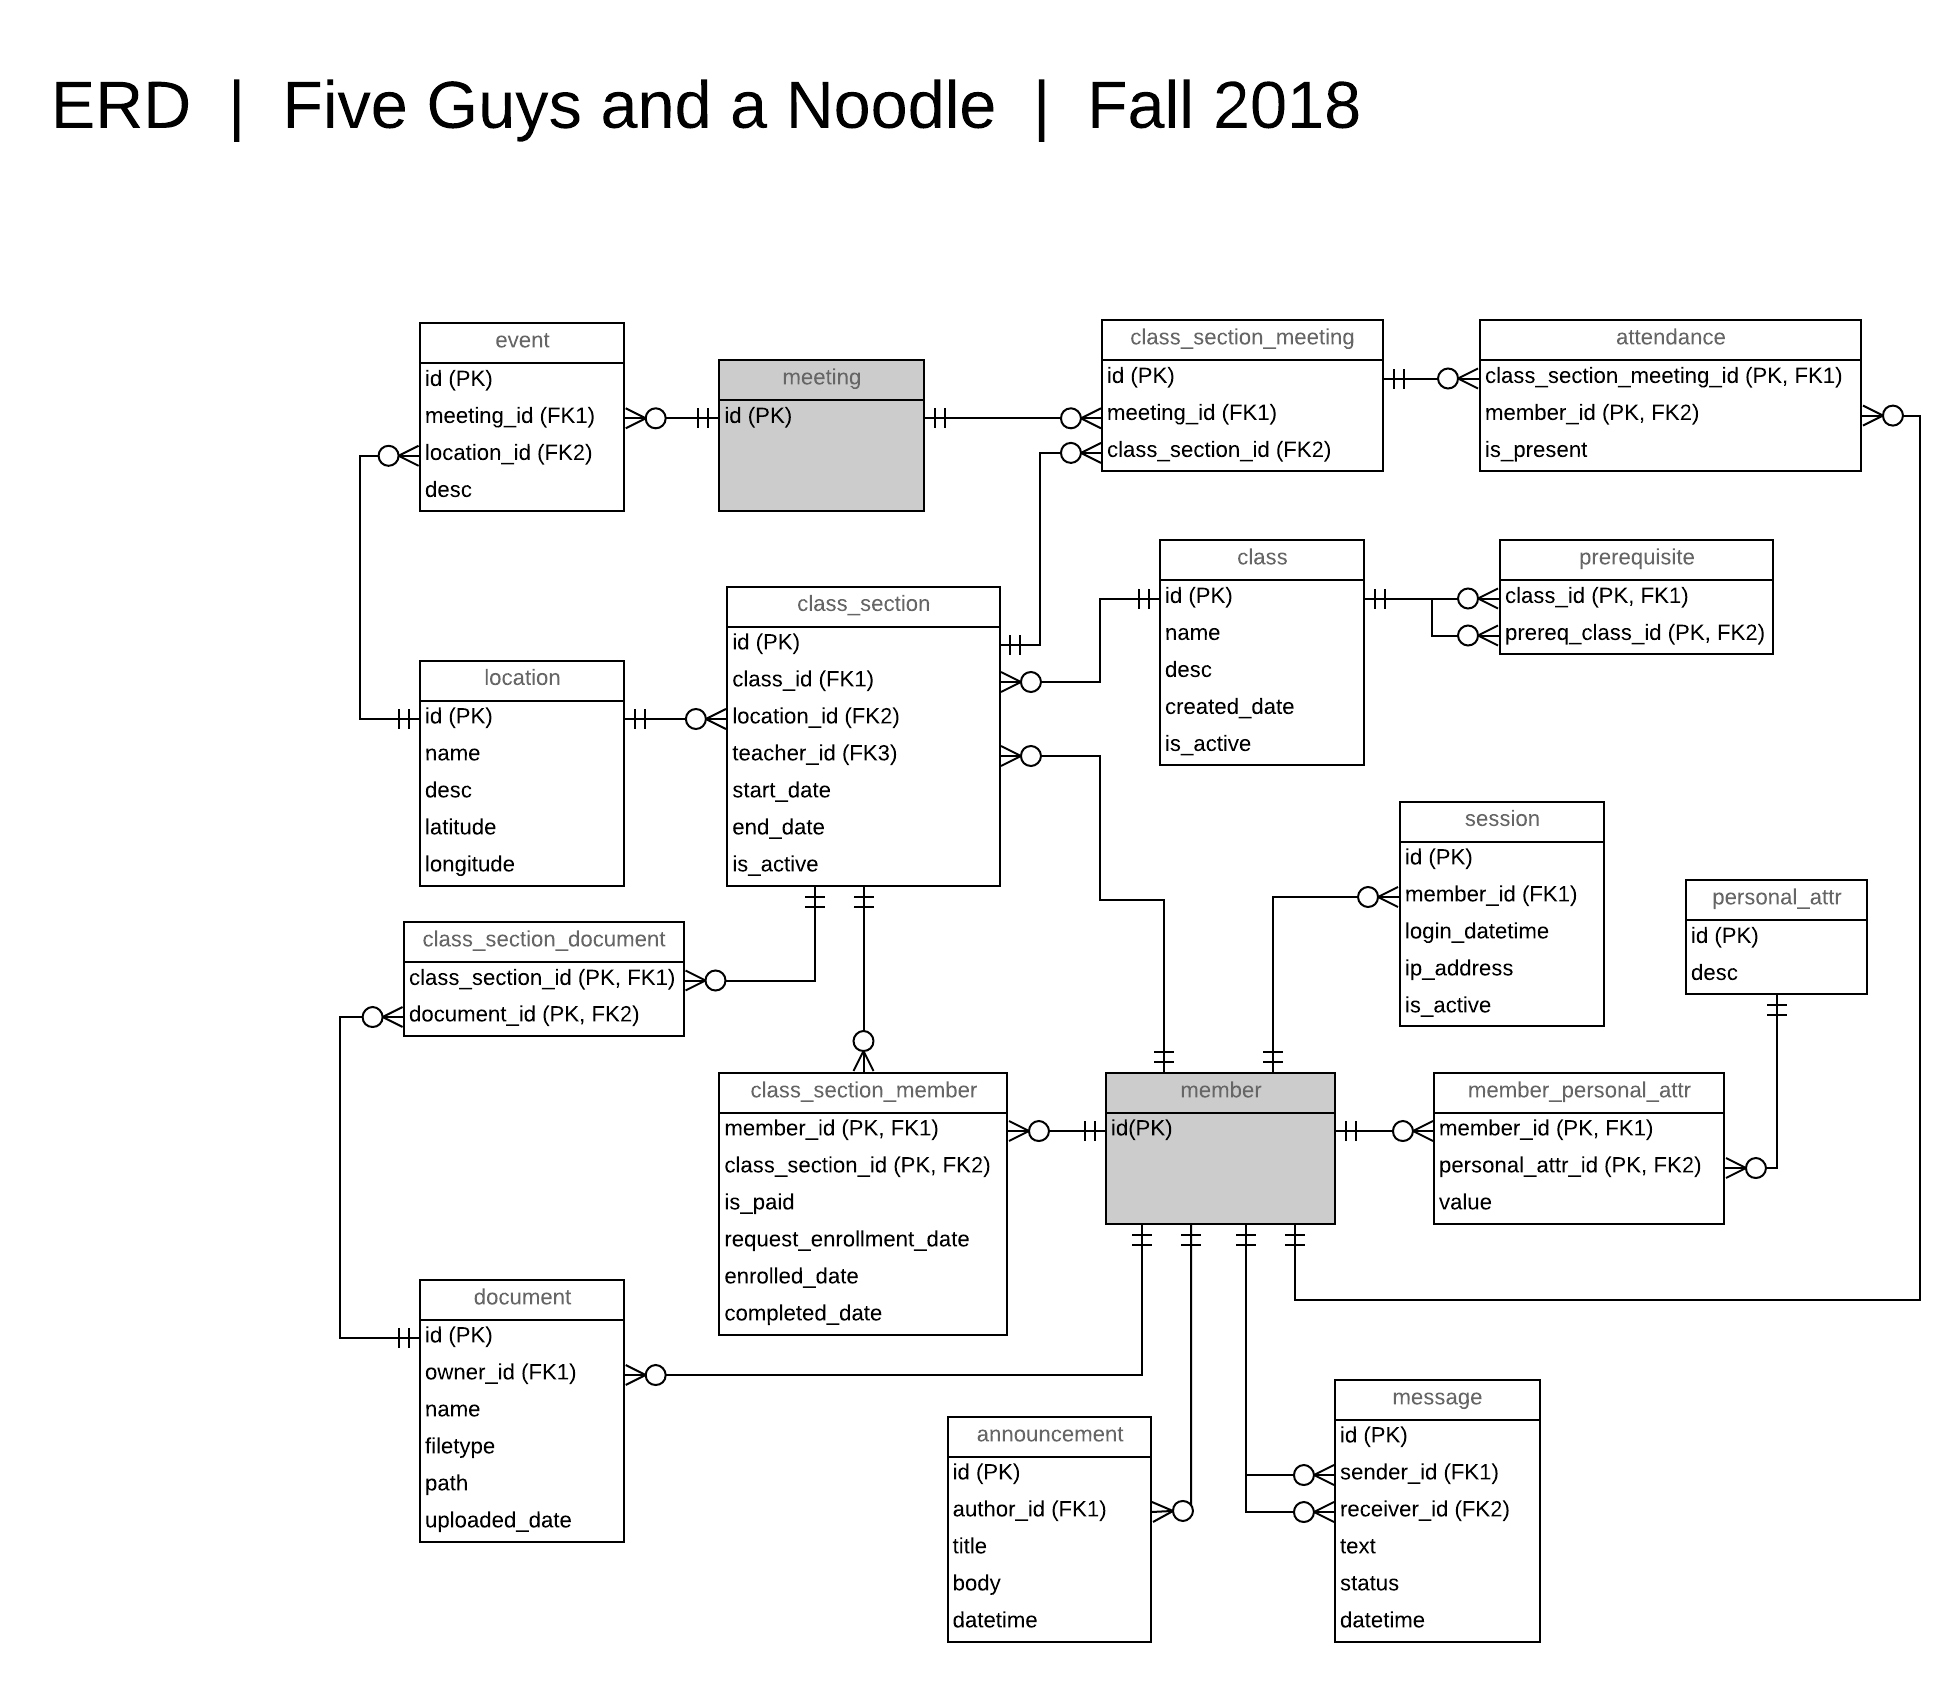 ERD | Five Guys and a Noodle | Fall 2018
event
id (PK)
meeting_id (FK1)
location_id (FK2)
desc
meeting
id (PK)
class_section_meeting
id (PK)
meeting_id (FK1)
class_section_id (FK2)
attendance
class_section_meeting_id (PK, FK1)
member_id (PK, FK2)
is_present
class_section
id (PK)
class_id (FK1)
location_id (FK2)
teacher_id (FK3)
start_date
end_date
is_active
class
id (PK)
name
desc
created_date
is_active
prerequisite
class_id (PK, FK1)
prereq_class_id (PK, FK2)
location
id (PK)
name
desc
latitude
longitude
session
id (PK)
member_id (FK1)
login_datetime
ip_address
is_active
personal_attr
id (PK)
desc
class_section_document
class_section_id (PK, FK1)
document_id (PK, FK2)
class_section_member
member_id (PK, FK1)
class_section_id (PK, FK2)
is_paid
request_enrollment_date
enrolled_date
completed_date
member
id(PK)
member_personal_attr
member_id (PK, FK1)
personal_attr_id (PK, FK2)
value
document
id (PK)
owner_id (FK1)
name
filetype
path
uploaded_date
announcement
id (PK)
author_id (FK1)
title
body
datetime
message
id (PK)
sender_id (FK1)
receiver_id (FK2)
text
status
datetime